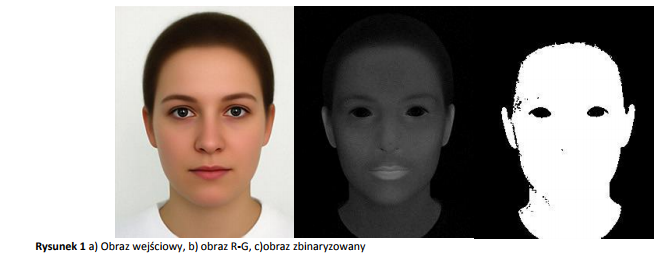 Rysunek 1 a) Obraz wejściowy, b) obraz R-G, c)obraz zbinaryzowany